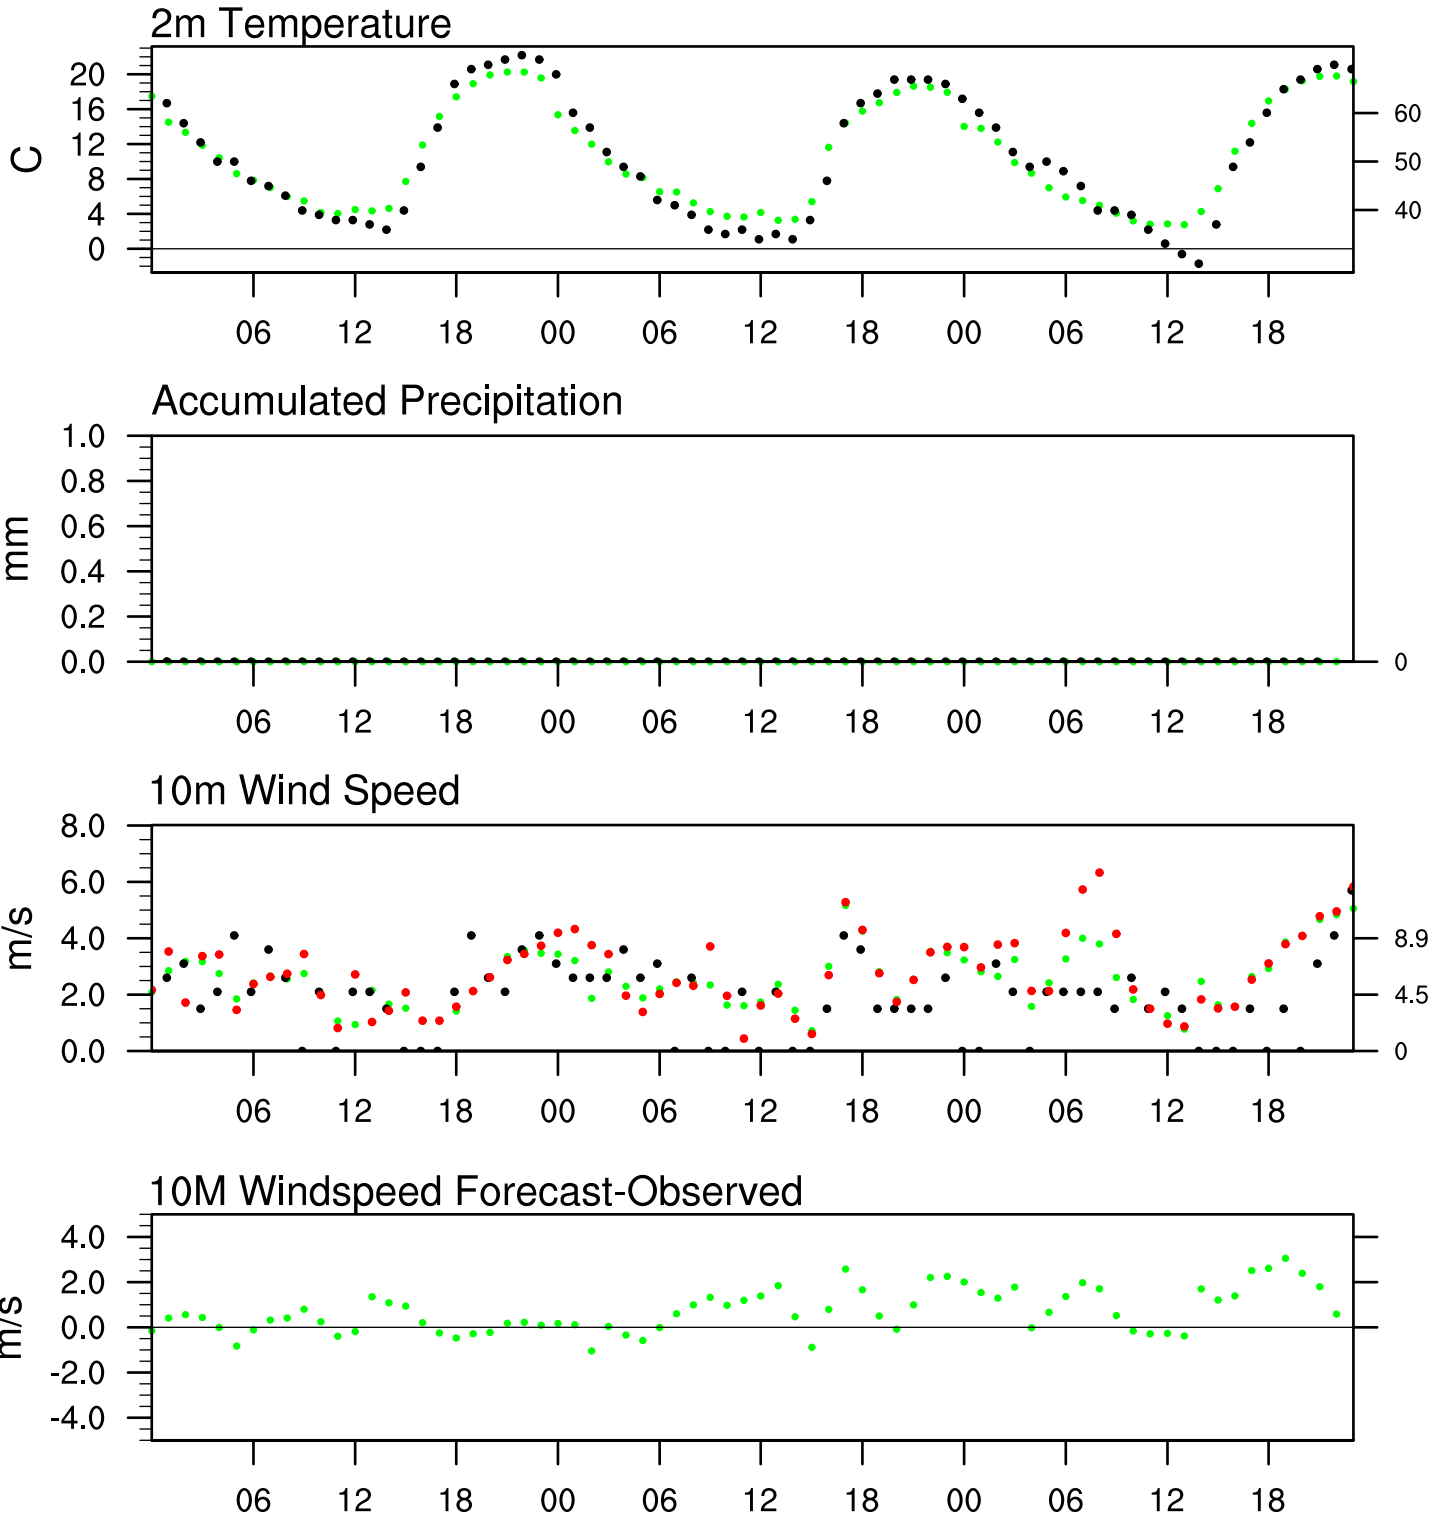 2m Temperature
20
16
12
8
4
0
C
60
50
40
06 12 18 00 06 12 18 00 06 12 18
Accumulated Precipitation
1.0
0.8
0.6
0.4
0.2
0.0
mm
0
06 12 18 00 06 12 18 00 06 12 18
10m Wind Speed
8.0
6.0
4.0
2.0
0.0
m/s
8.9
4.5
0
06 12 18 00 06 12 18 00 06 12 18
10M Windspeed Forecast-Observed
4.0
2.0
0.0
-2.0
-4.0
m/s
06 12 18 00 06 12 18 00 06 12 18